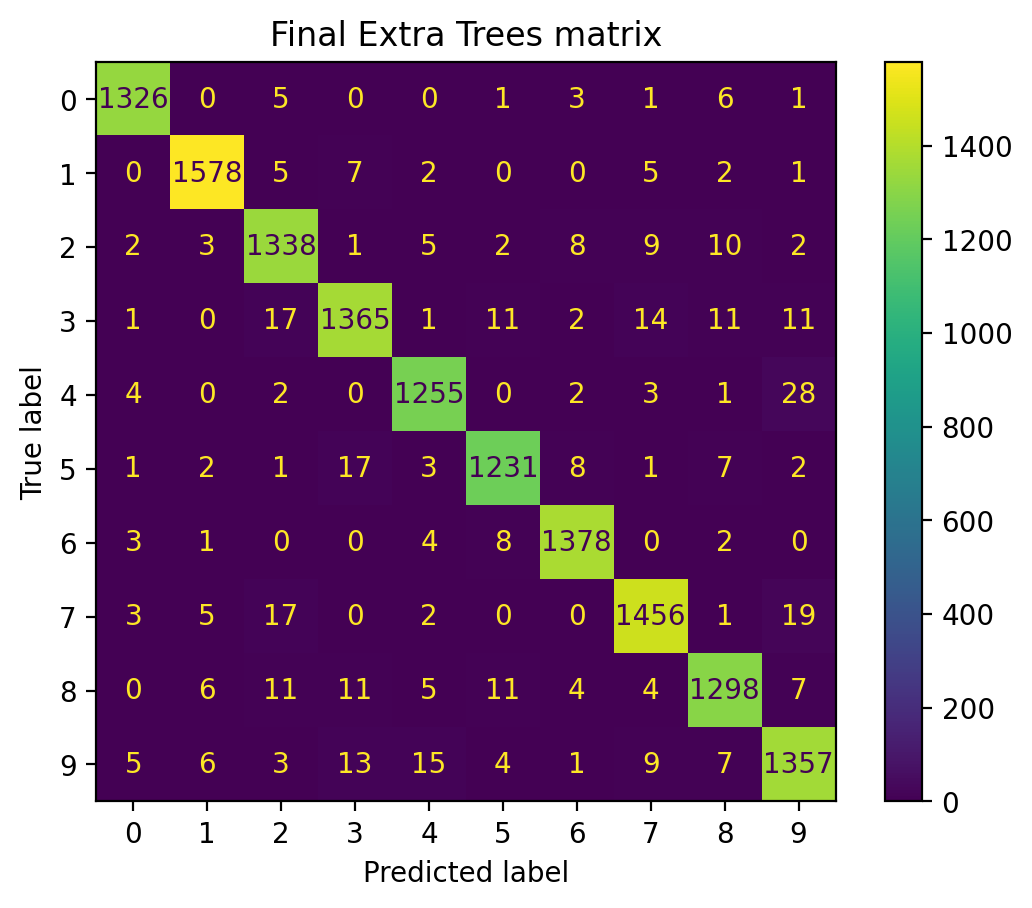 Final Extra Trees matrix
0 1326 0 5 0 0 1 3 1 6 1
1 0 1578 5 7 2 0 0 5 2 1
2 2 3 1338 1 5 2 8 9 10 2
3 1 0 17 1365 1 11 2 14 11 11
4 4 0 2 0 1255 0 2 3 1 28
5 1 2 1 17 3 1231 8 1 7 2
6 3 1 0 0 4 8 1378 0 2 0
7 3 5 17 0 2 0 0 1456 1 19
8 0 6 11 11 5 11 4 4 1298 7
9 5 6 3 13 15 4 1 9 7 1357
0 1 2 3 4 5 6 7 8 9
Predicted label
True label
1400
1200
1000
800
600
400
200
0